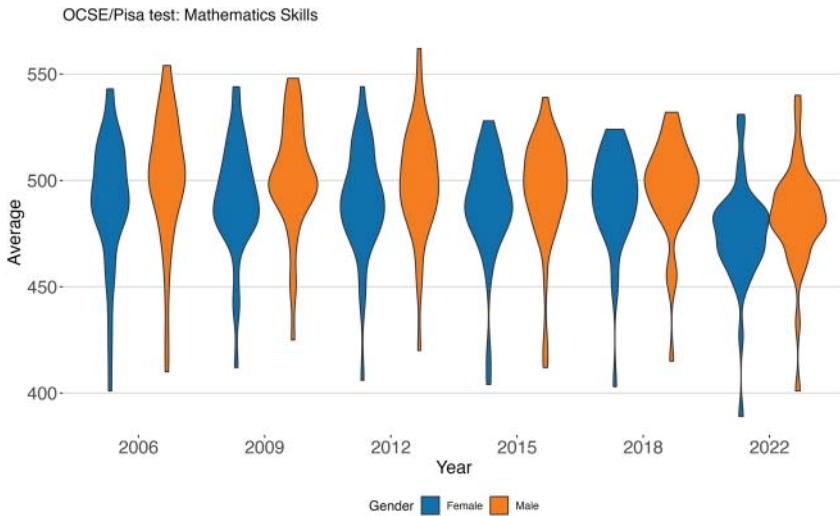 OCSE/Pisa test: Mathematics Skills
550
500
450
400
Average
2006 2009 2012 2015 2018 2022
Year
Gender Female Male